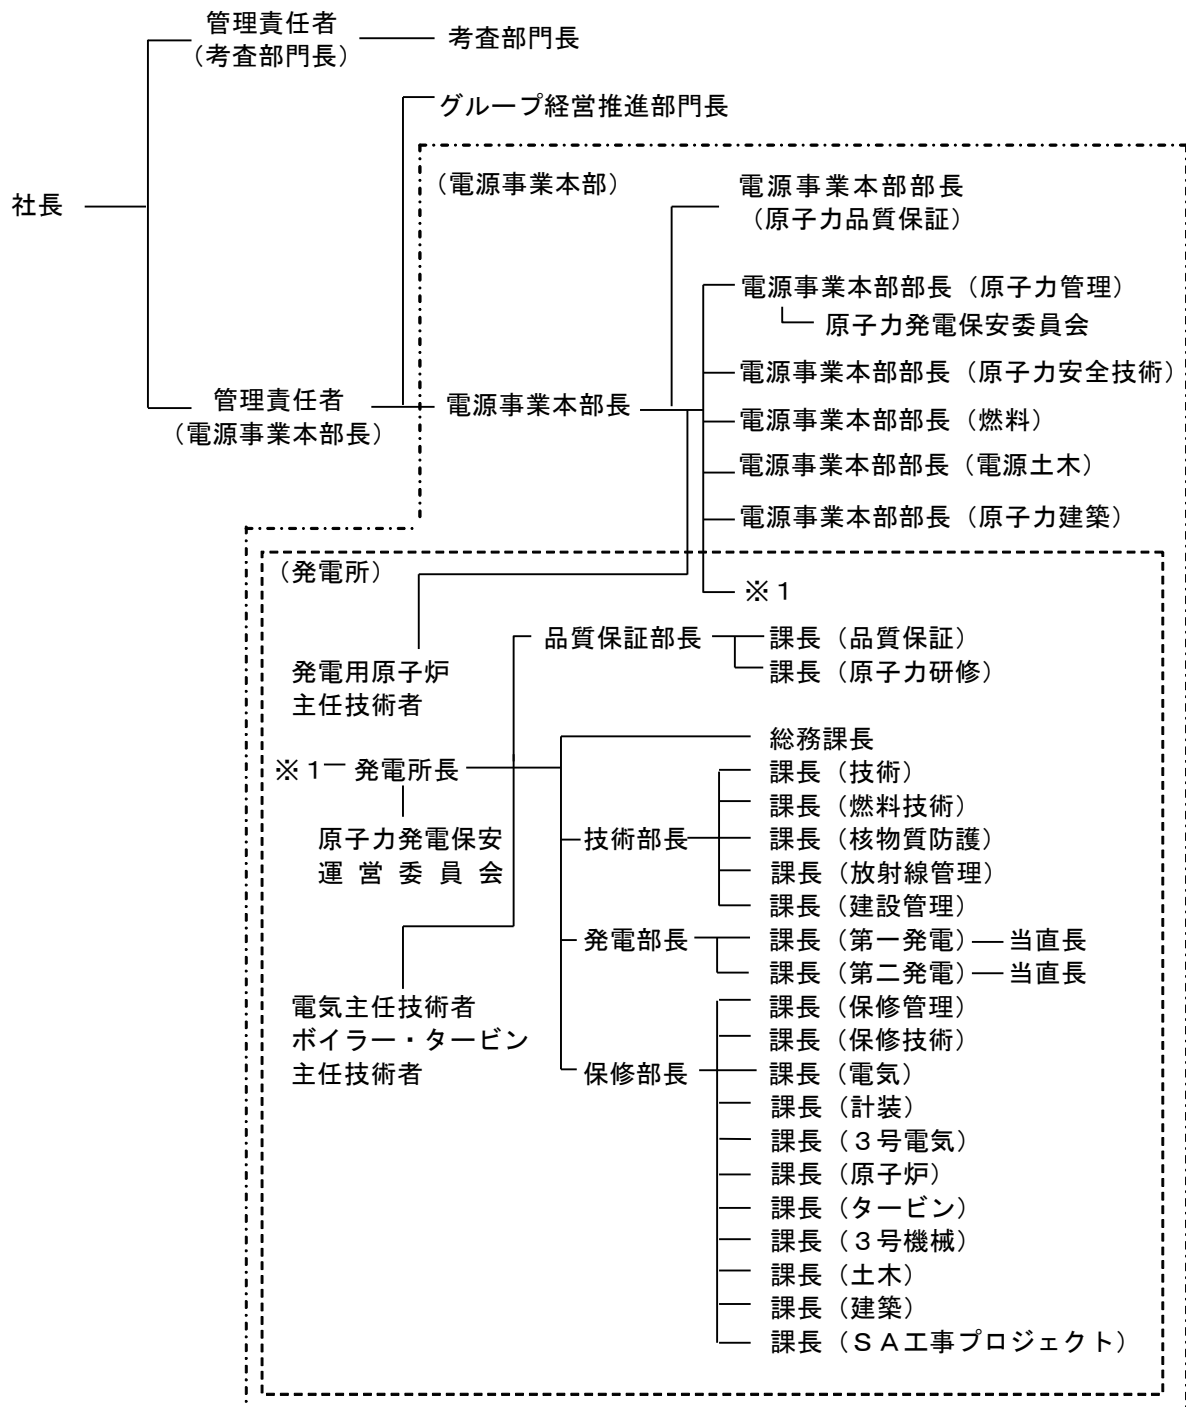 管理責任者
(考査部門長)
考査部門長
グループ経営推進部門長
社長
(電源事業本部)
電源事業本部部長
(原子力品質保証)
電源事業本部部長(原子力管理)
原子力発電保安委員会
電源事業本部部長(原子力安全技術)
管理責任者
(電源事業本部長)
電源事業本部長
電源事業本部部長(燃料)
電源事業本部部長(電源土木)
電源事業本部部長(原子力建築)
※1
(発電所)
発電用原子炉
主任技術者
品質保証部長
課長(品質保証)
課長(原子力研修)
※1
発電所長
原子力発電保安
運営委員会
電気主任技術者
ボイラー・タービン
主任技術者
総務課長
技術部長
課長(技術)
課長(燃料技術)
課長(核物質防護)
課長(放射線管理)
課長(建設管理)
発電部長
課長(第一発電)
当直長
課長(第二発電)
当直長
保修部長
課長(保修管理)
課長(保修技術)
課長(電気)
課長(計装)
課長(3号電気)
課長(原子炉)
課長(タービン)
課長(3号機械)
課長(土木)
課長(建築)
課長(SA工事プロジェクト)